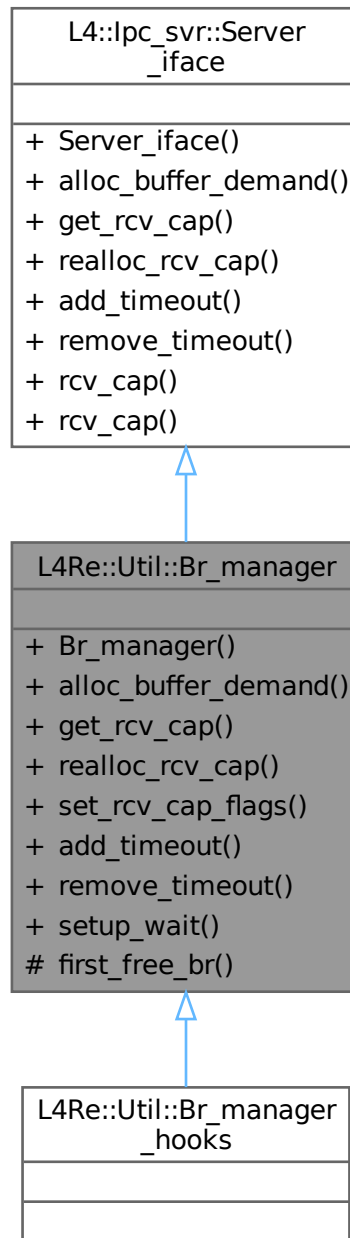 L4::Ipc_svr::Server
_iface
+ Server_iface()
+ alloc_buffer_demand()
+ get_rcv_cap()
+ realloc_rcv_cap()
+ add_timeout()
+ remove_timeout()
+ rcv_cap()
+ rcv_cap()
L4Re::Util::Br_manager
+ Br_manager()
+ alloc_buffer_demand()
+ get_rcv_cap()
+ realloc_rcv_cap()
+ set_rcv_cap_flags()
+ add_timeout()
+ remove_timeout()
+ setup_wait()
# first_free_br()
L4Re::Util::Br_manager
_hooks